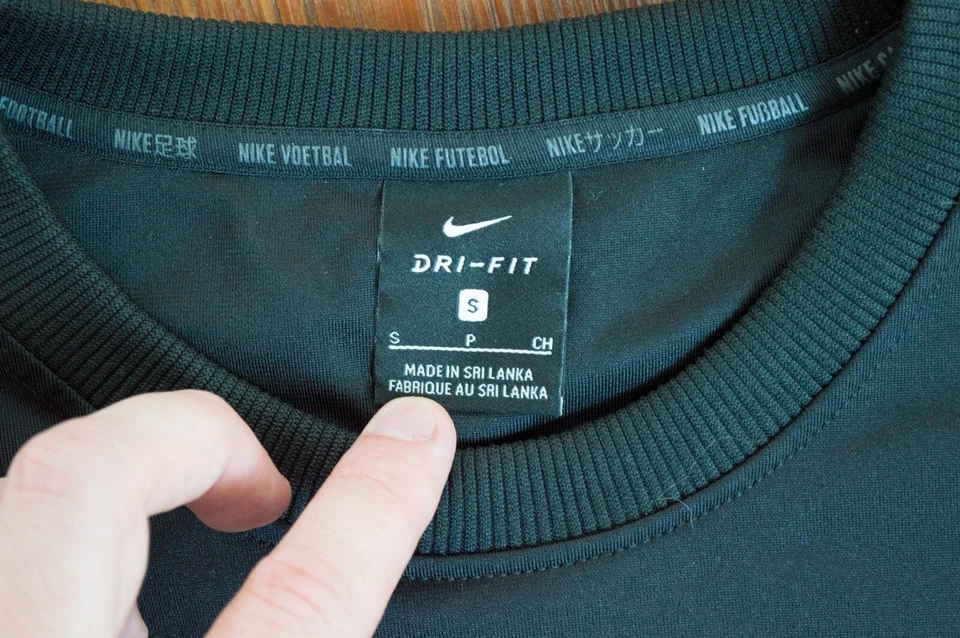 FOOTBALL NIKE足球 NIKE VOETBAL NIKE FUTEBOL NIKEサッカー NIKE FUẞBALL NIKE
DRI-FIT
S
S P CH
MADE IN SRI LANKA
FABRIQUE AU SRI LANKA